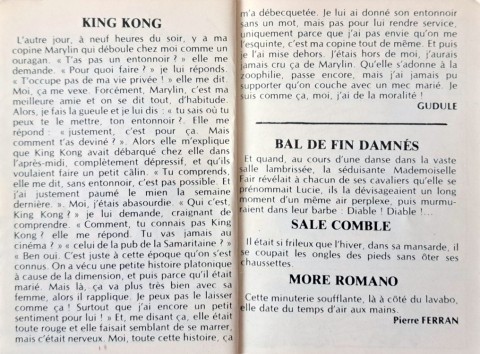 KING KONG
L'autre jour, à neuf heures du soir, y a ma
copine Marylin qui déboule chez moi comme un
ouragan. « T'as pas un entonnoir ? » elle me
demande. « Pour quoi faire ? » je lui réponds.
« T'occupe pas de ma vie privée ! » elle me dit.
Moi, ça me vexe. Forcément, Marylin, c'est ma
meilleure amie et on se dit tout, d'habitude.
Alors, je fais la gueule et je lui dis : « tu sais où tu
peux te le mettre, ton entonnoir ?. Elle me
répond : « justement, c'est pour ça. Mais
comment t'as deviné ? ». Alors elle m'explique
que King Kong avait débarqué chez elle dans
l'après-midi, complètement dépressif, et qu'ils
voulaient faire un petit câlin. « Tu comprends,
elle me dit, sans entonnoir, c'est pas possible. Et
j'ai justement paumé le mien la semaine
dernière. ». Moi, j'étais abasourdie. « Qui c'est,
King Kong ? » je lui demande, craignant de
comprendre. « Comment, tu connais pas King
Kong ? elle me répond. Tu vas jamais au
cinéma ? » « celui de la pub de la Samaritaine ? »
« Ben oui. C'est juste à cette époque qu'on s'est
connus. On a vécu une petite histoire platonique
à cause de la dimension, et puis parce qu'il était
marié. Mais là, ça va plus très bien avec sa
femme, alors il rapplique. Je peux pas le laisser
comme ça ! Surtout que j'ai encore un petit
sentiment pour lui ! » Et, me disant ça, elle était
toute rouge et elle faisait semblant de se marrer,
mais c'était nerveux. Moi, toute cette histoire, ça
m'a débecquetée. Je lui ai donné son entonnoir
sans un mot, mais pas pour lui rendre service,
uniquement parce que j'ai pas envie qu'on me
l'esquinte, c'est ma copine tout de même. Et puis
je l'ai mise dehors. J'étais hors de moi, j'aurais
jamais cru ça de Marylin. Qu'elle s'adonne à la
zoophilie, passe encore, mais j'ai jamais pu
supporter qu'on couche avec un mec marié. Je
suis comme ça, moi, j'ai de la moralité !
GUDULE
BAL DE FIN DAMNÈS
Et quand, au cours d'une danse dans la vaste
salle lambrissée, la séduisante Mademoiselle
Fair révélait à chacun de ses cavaliers qu'elle se
prénommait Lucie, ils la dévisageaient un long
moment d'un même air perplexe, puis murmu-
raient dans leur barbe : Diable ! Diable !...
SALE COMBLE
Il était si frileux que l'hiver, dans sa mansarde, il
se coupait les ongles des pieds sans ôter ses
chaussettes.
MORE ROMANO
Cette minuterie soufflante, là à côté du lavabo,
elle date du temps d'air aux mains.
Pierre FERRAN